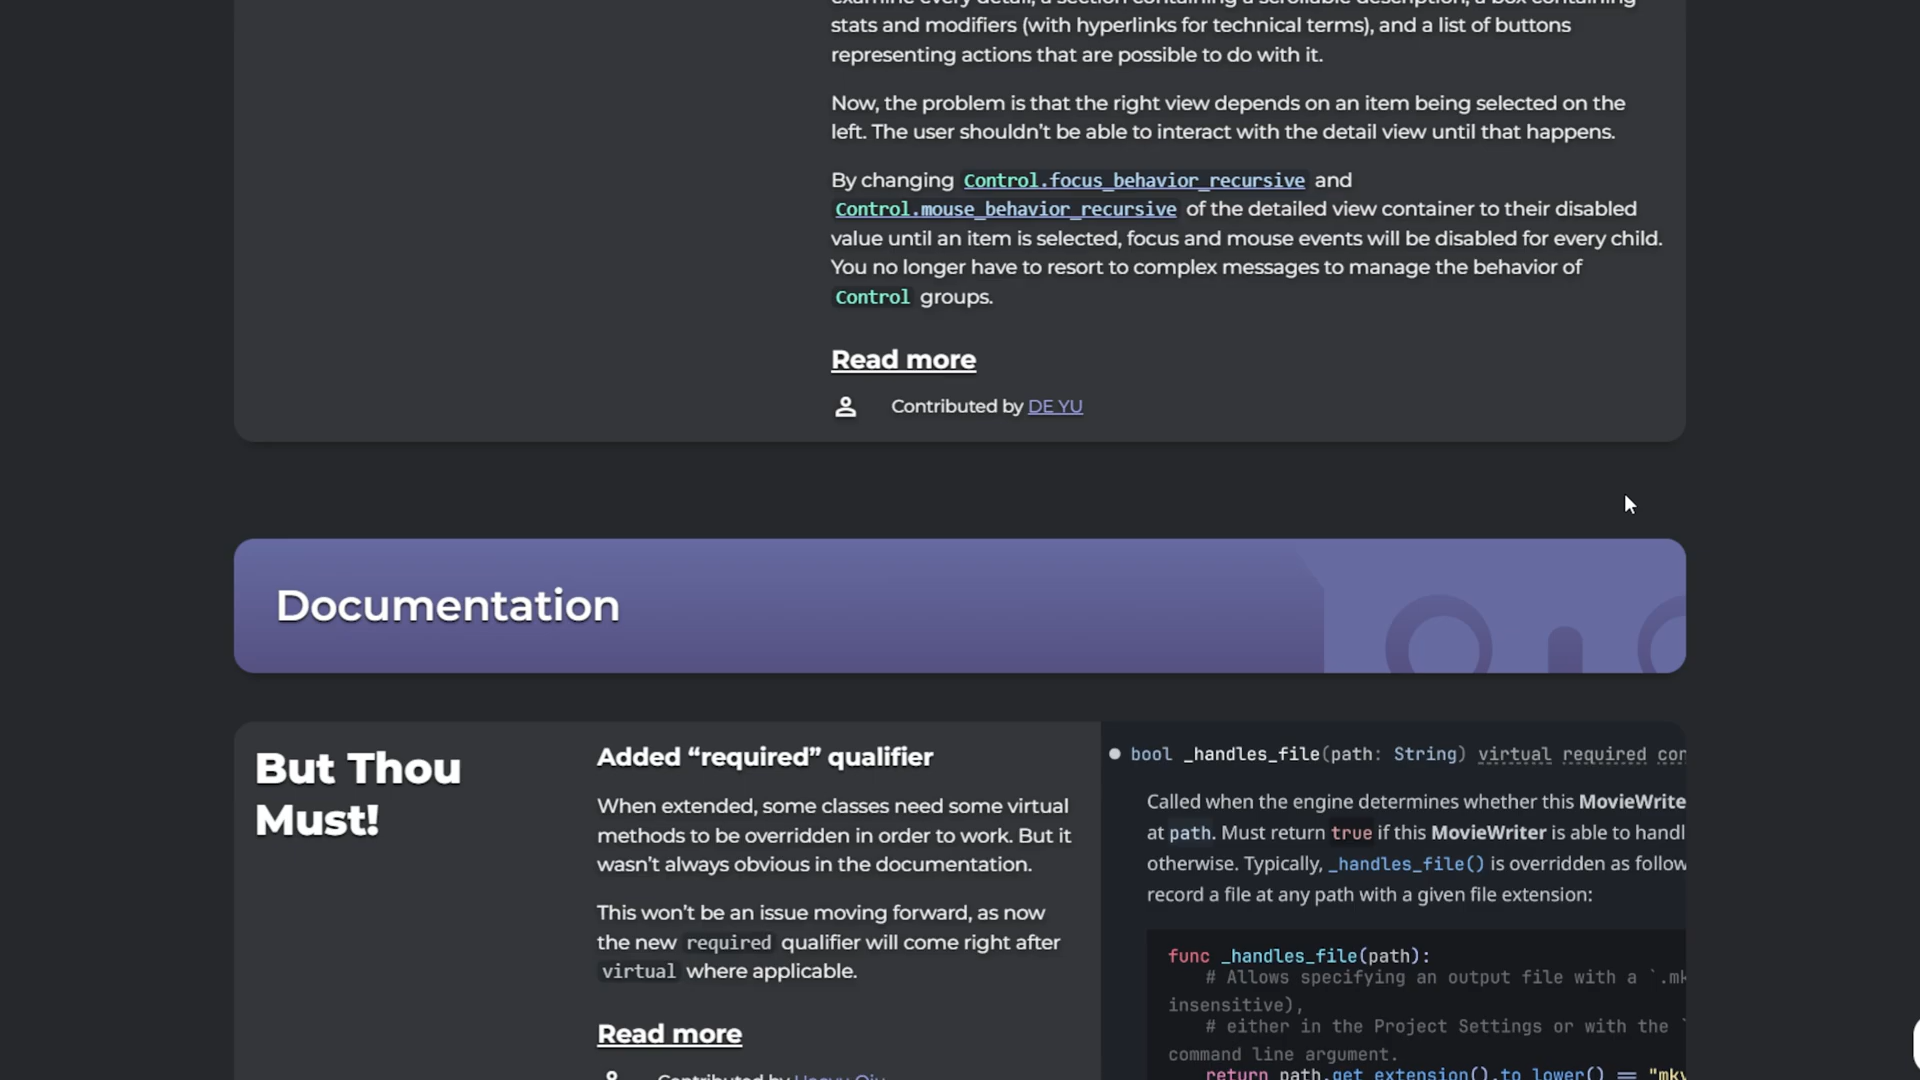 examine every detail, a section containing a scrollable description, a box containing
stats and modifiers (with hyperlinks for technical terms), and a list of buttons
representing actions that are possible to do with it.
Now, the problem is that the right view depends on an item being selected on the
left. The user shouldn’t be able to interact with the detail view until that happens.
By changing Control.focus_behavior_recursive and
Control.mouse_behavior_recursive of the detailed view container to their disabled
value until an item is selected, focus and mouse events will be disabled for every child.
You no longer have to resort to complex messages to manage the behavior of
Control groups.
Read more
Contributed by DE YU
Documentation
But Thou
Must!
Added “required” qualifier
When extended, some classes need some virtual
methods to be overridden in order to work. But it
wasn’t always obvious in the documentation.
This won’t be an issue moving forward, as now
the new required qualifier will come right after
virtual where applicable.
Read more
Contributed by
bool _handles_file(path: String) virtual required con
Called when the engine determines whether this MovieWrite
at path. Must return true if this MovieWriter is able to handl
otherwise. Typically, _handles_file() is overridden as follow
record a file at any path with a given file extension:
func _handles_file(path):
# Allows specifying an output file with a `.mk
insensitive),
# either in the Project Settings or with the `
command line argument.
return path.get_extension().to_lower() == "mkv